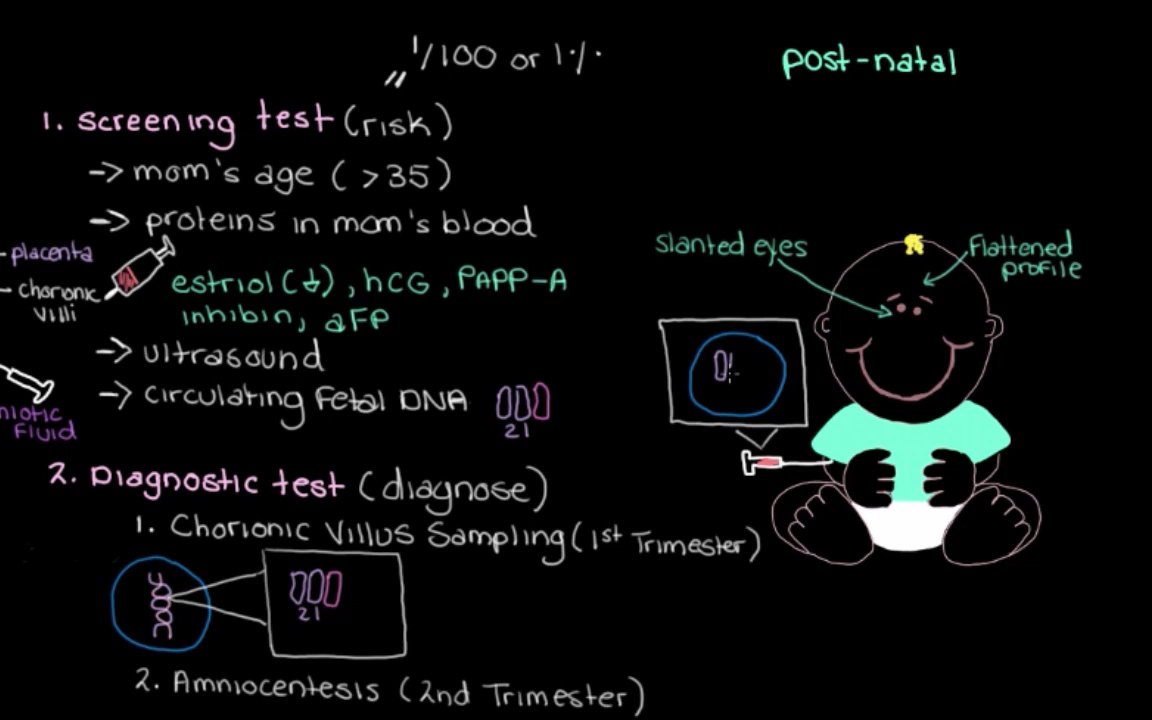 1/100 or 1%
post-natal
1. Screening test (risk)
-> mom's age ( >35)
-> proteins in mom's blood
placenta
chorionic
villi
estriol (↓), hCG, PAPP-A
inhibin, aFP
-> ultrasound
-> circulating Fetal DNA
21
Fluid
Slanted eyes
Flattened
profile
2. Diagnostic test (diagnose)
1. Chorionic Villus Sampling (1st Trimester)
21
2. Amniocentesis (2nd Trimester)